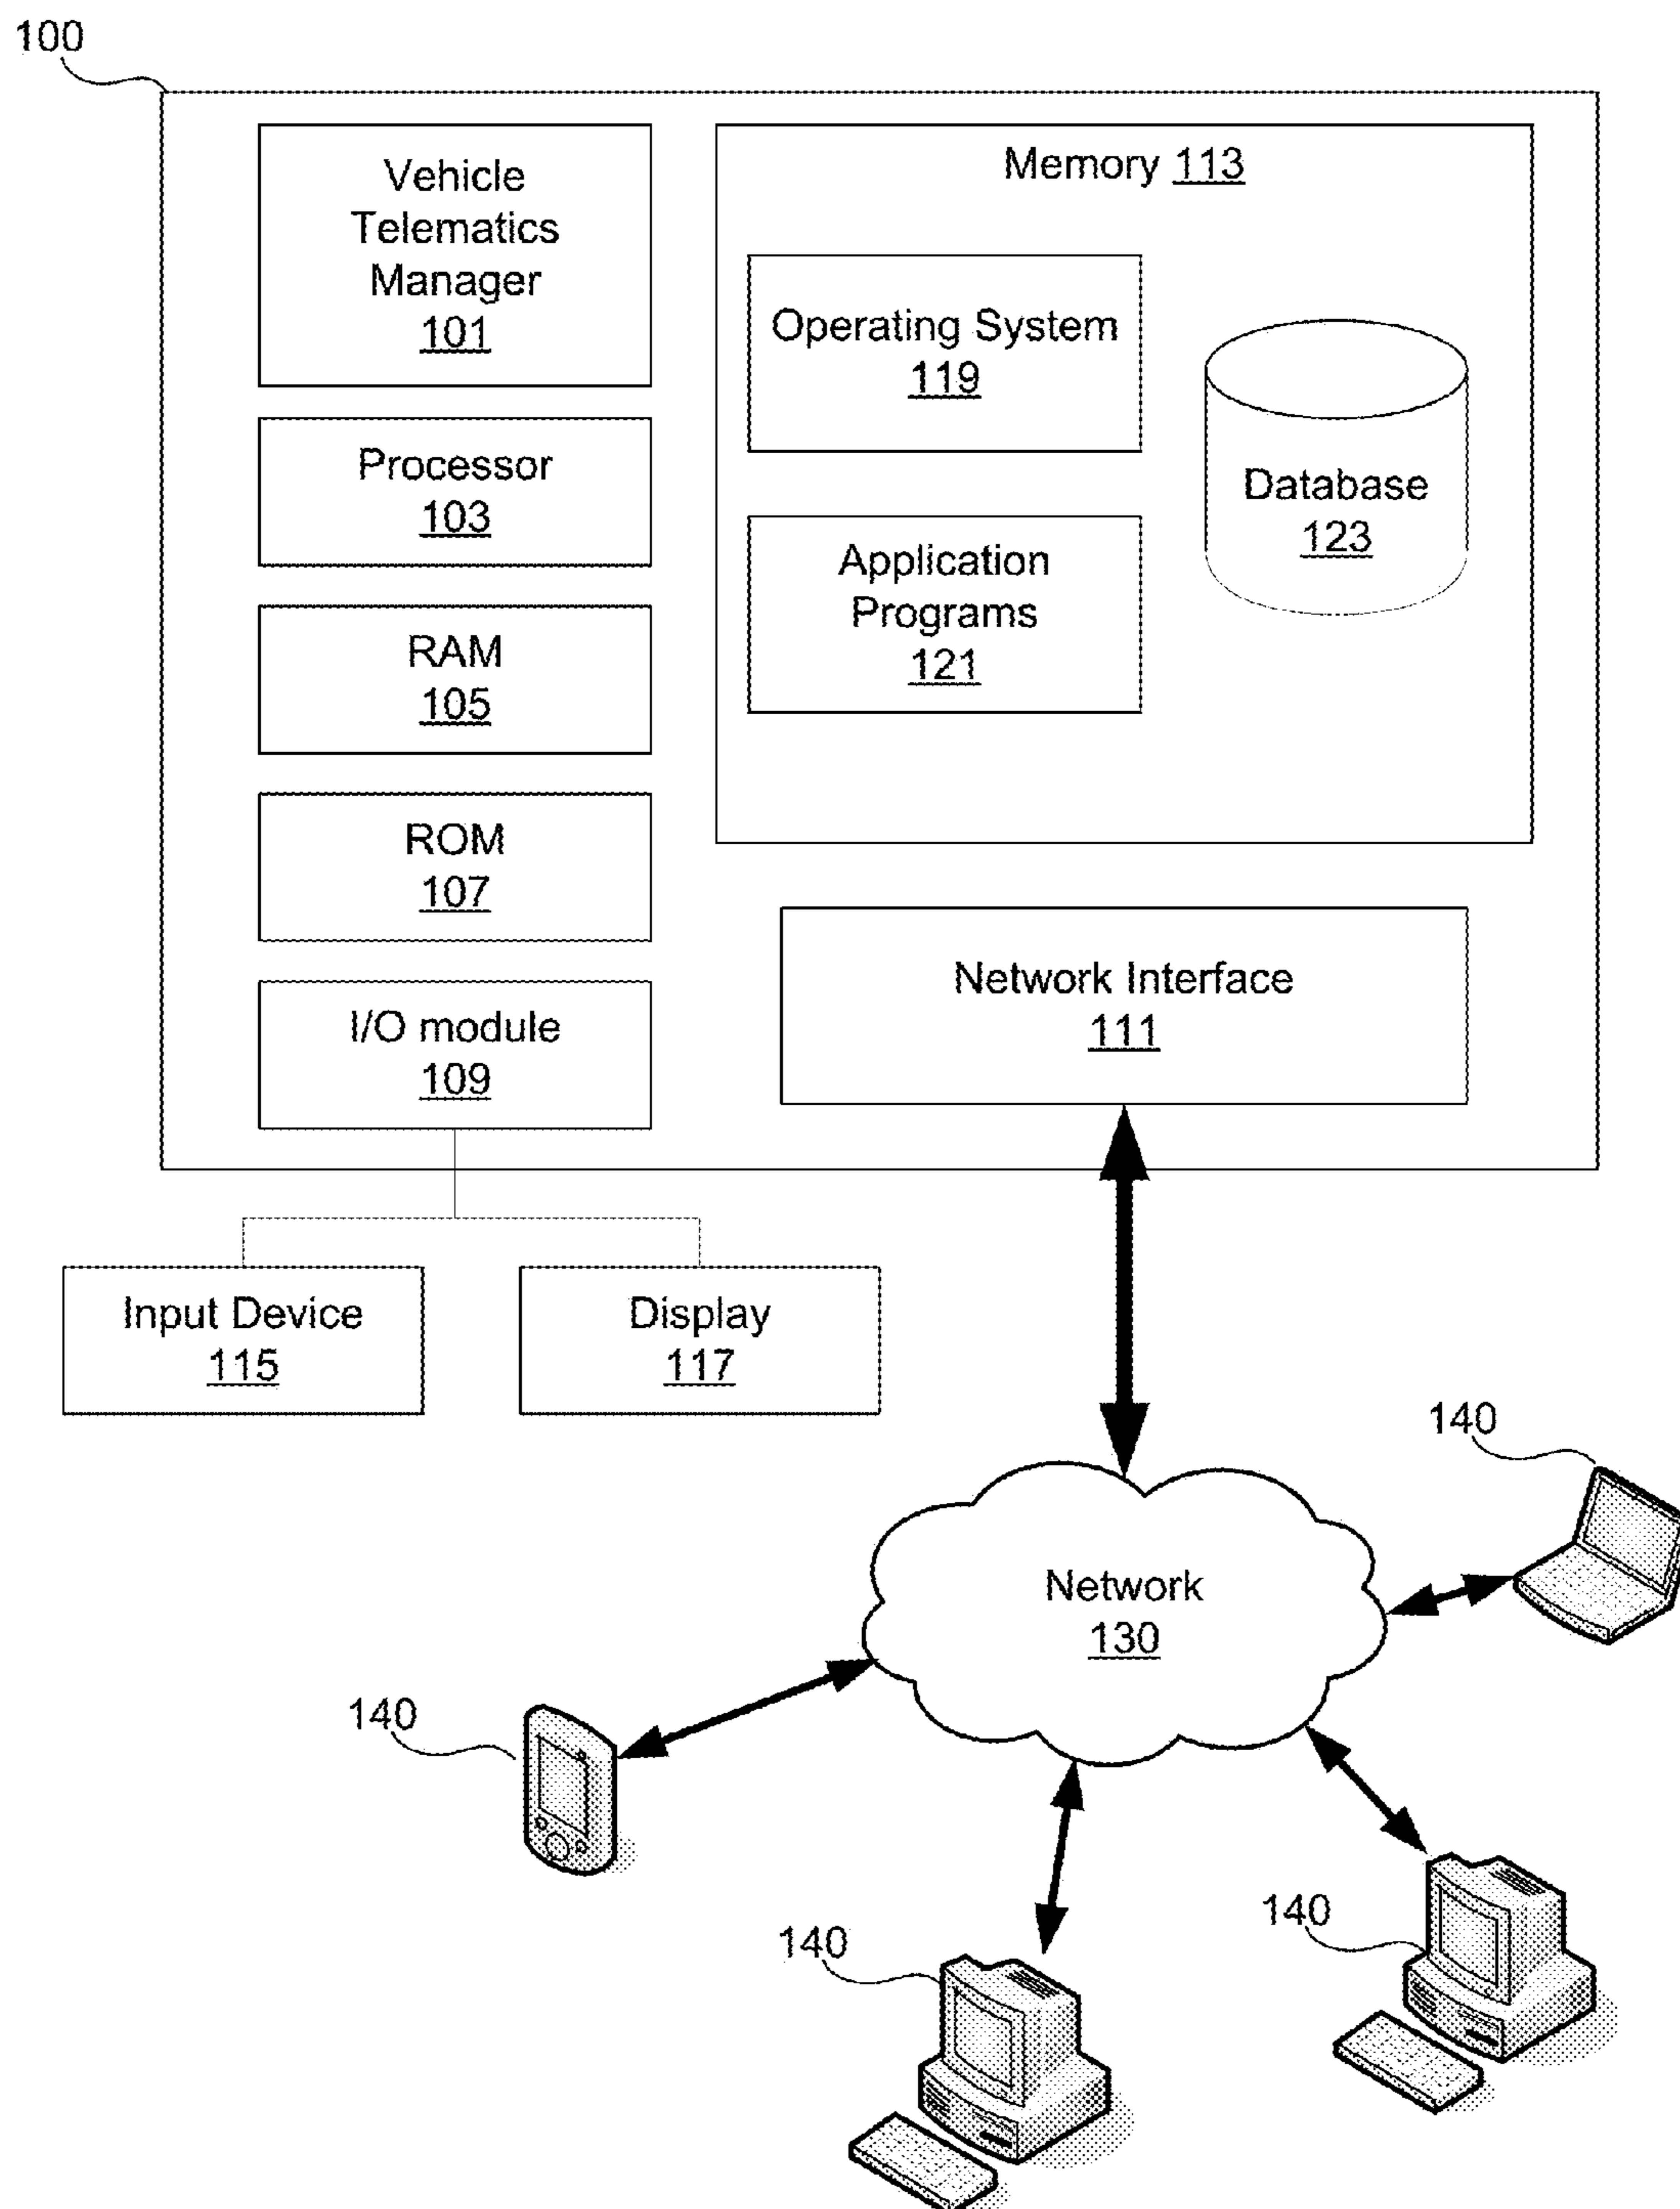 100
Vehicle
Telematics
Manager
101
Processor
103
RAM
105
ROM
107
I/O module
109
Memory 113
Operating System
119
Application
Programs
121
Database
123
Network Interface
111
Input Device
115
Display
117
Network
130
140
140
140
140